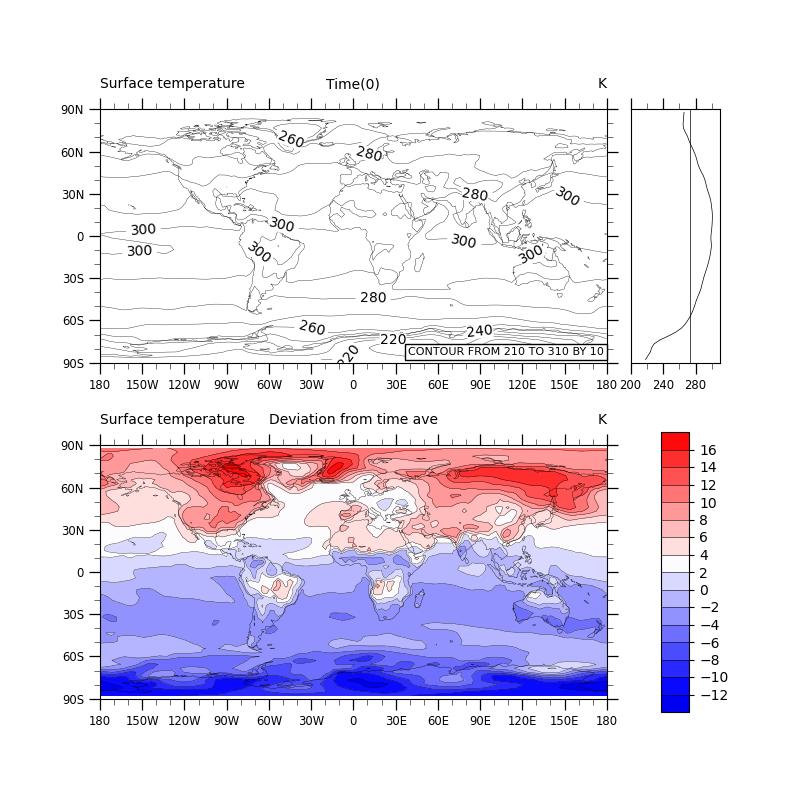 Surface temperature Time(0) K
90N
60N
30N
0
30S
60S
90S
260
280
280
300
300
300
300
300
300
300
280
260
240
220
220
CONTOUR FROM 210 TO 310 BY 10
180 150W 120W 90W 60W 30W 0 30E 60E 90E 120E 150E 180
200 240 280
Surface temperature Deviation from time ave K
90N
60N
30N
0
30S
60S
90S
180 150W 120W 90W 60W 30W 0 30E 60E 90E 120E 150E 180
16
14
12
10
8
6
4
2
0
−2
−4
−6
−8
−10
−12